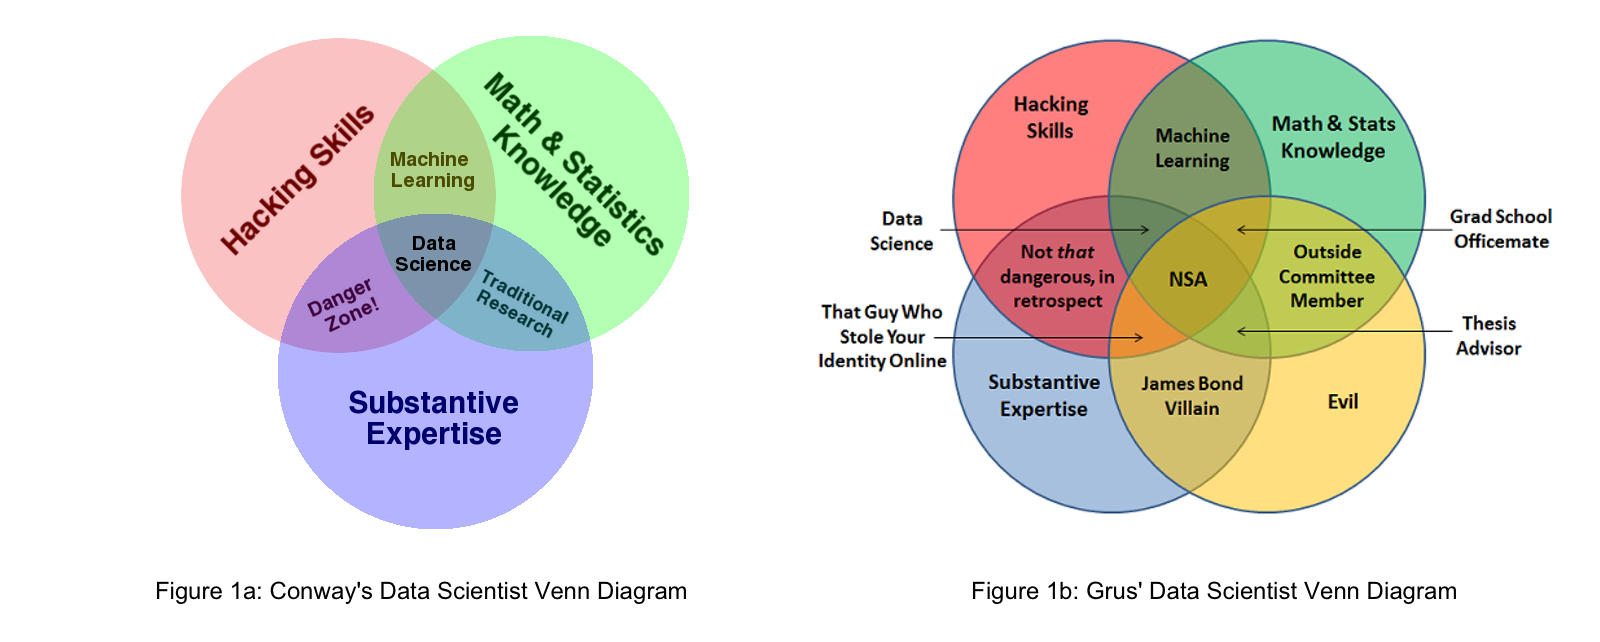 Hacking Skills
Math & Statistics
Knowledge
Machine
Learning
Data
Science
Danger
Zone!
Traditional
Research
Substantive
Expertise
Figure 1a: Conway's Data Scientist Venn Diagram
Hacking
Skills
Math & Stats
Knowledge
Machine
Learning
Data
Science
Grad School
Officemate
Not that
dangerous, in
retrospect
NSA
Outside
Committee
Member
That Guy Who
Stole Your
Identity Online
Thesis
Advisor
Substantive
Expertise
James Bond
Villain
Evil
Figure 1b: Grus' Data Scientist Venn Diagram